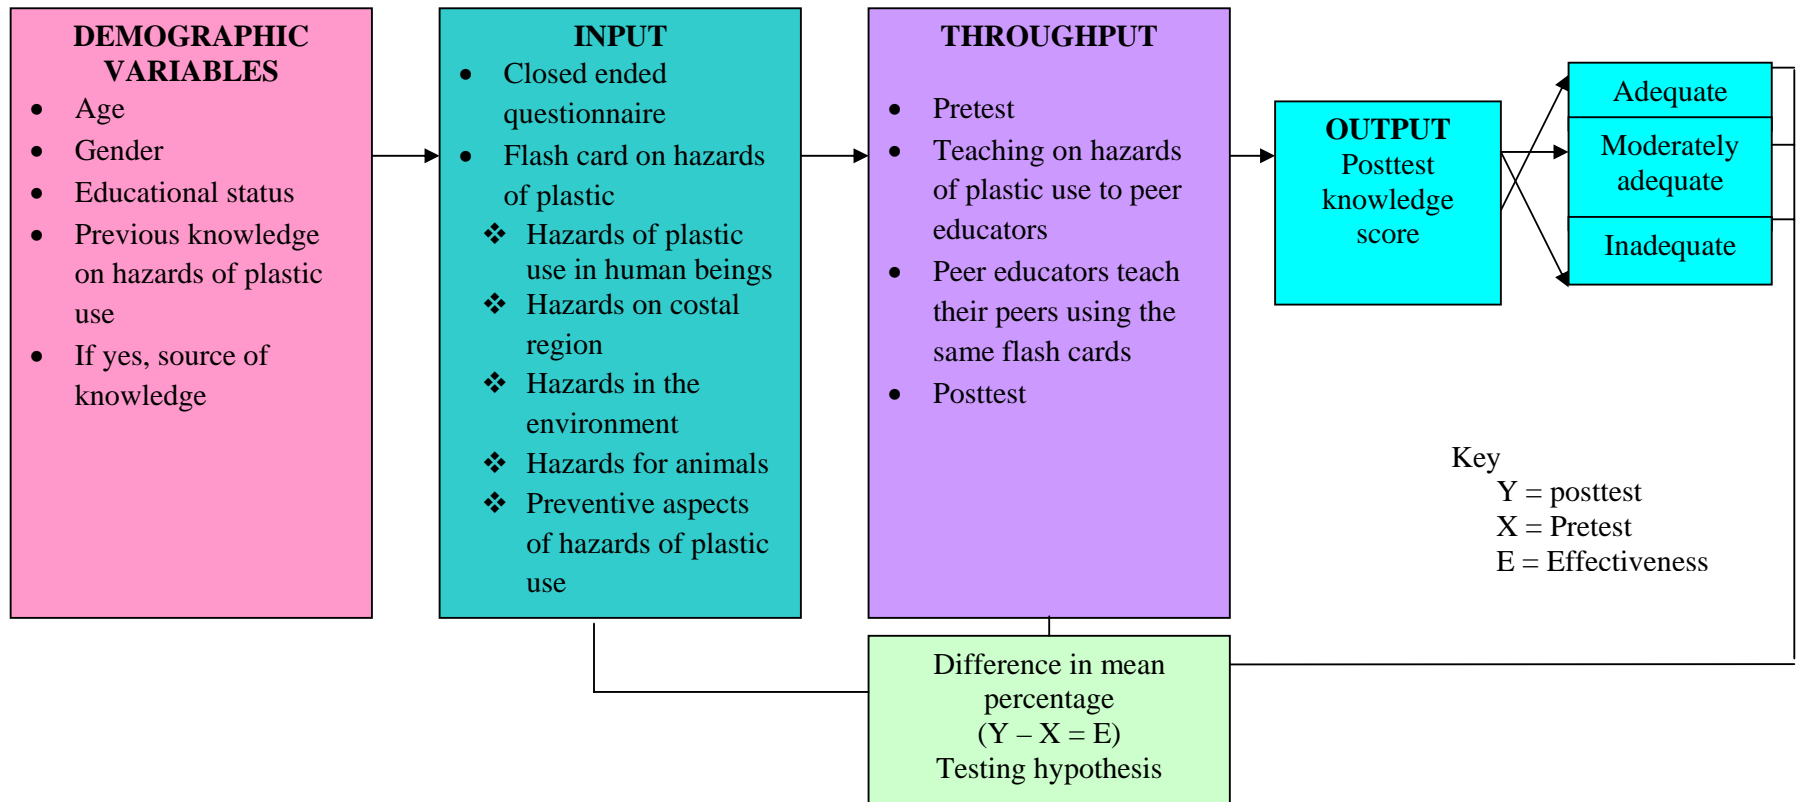 DEMOGRAPHIC
VARIABLES
• Age
• Gender
• Educational status
• Previous knowledge
on hazards of plastic
use
• If yes, source of
knowledge
INPUT
• Closed ended
questionnaire
• Flash card on hazards
of plastic
❖ Hazards of plastic
use in human beings
❖ Hazards on costal
region
❖ Hazards in the
environment
❖ Hazards for animals
❖ Preventive aspects
of hazards of plastic
use
THROUGHPUT
• Pretest
• Teaching on hazards
of plastic use to peer
educators
• Peer educators teach
their peers using the
same flash cards
• Posttest
OUTPUT
Posttest
knowledge
score
Adequate
Moderately
adequate
Inadequate
Key
Y = posttest
X = Pretest
E = Effectiveness
Difference in mean
percentage
(Y – X = E)
Testing hypothesis